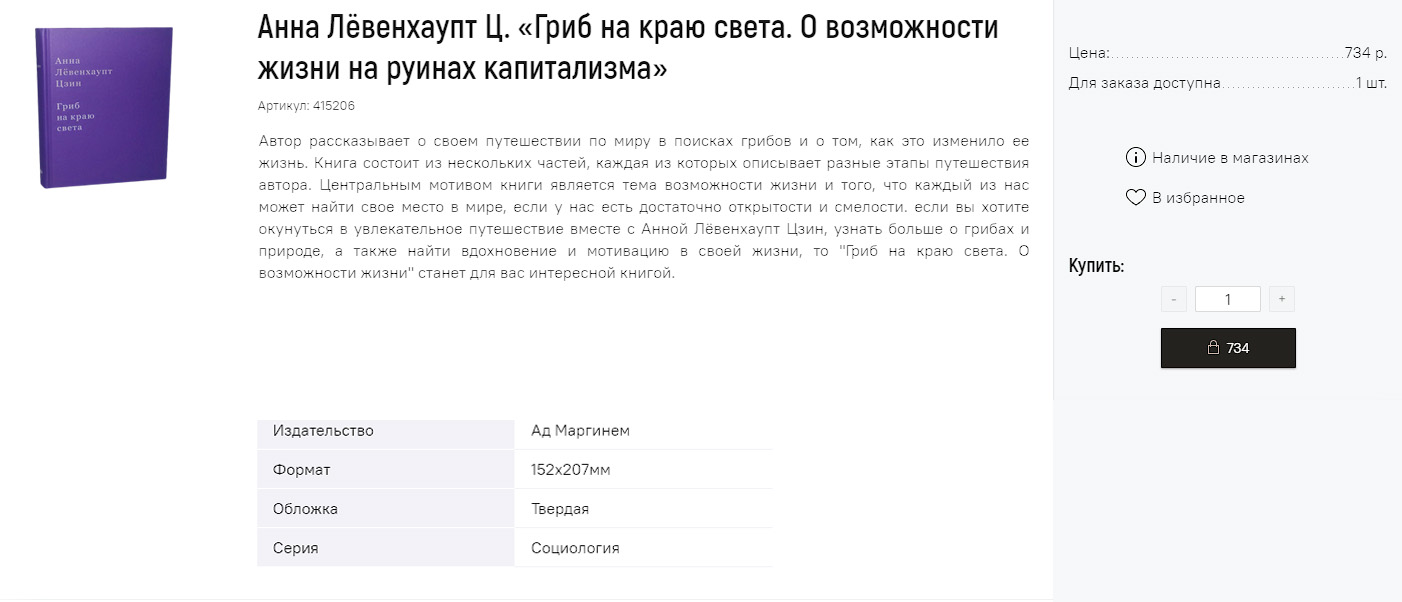 Анна
Лёвенхаупт
Цзин
Гриб
на краю
света
Анна Лёвенхаупт Ц. «Гриб на краю света. О возможности
жизни на руинах капитализма»
Артикул: 415206
Автор рассказывает о своем путешествии по миру в поисках грибов и о том, как это изменило ее
жизнь. Книга состоит из нескольких частей, каждая из которых описывает разные этапы путешествия
автора. Центральным мотивом книги является тема возможности жизни и того, что каждый из нас
может найти свое место в мире, если у нас есть достаточно открытости и смелости. если вы хотите
окунуться в увлекательное путешествие вместе с Анной Лёвенхаупт Цзин, узнать больше о грибах и
природе, а также найти вдохновение и мотивацию в своей жизни, то "Гриб на краю света. О
возможности жизни" станет для вас интересной книгой.
Издательство Ад Маргинем
Формат 152x207мм
Обложка Твердая
Серия Социология
Цена: 734 р.
Для заказа доступна 1 шт.
Наличие в магазинах
В избранное
Купить:
- 1 +
734